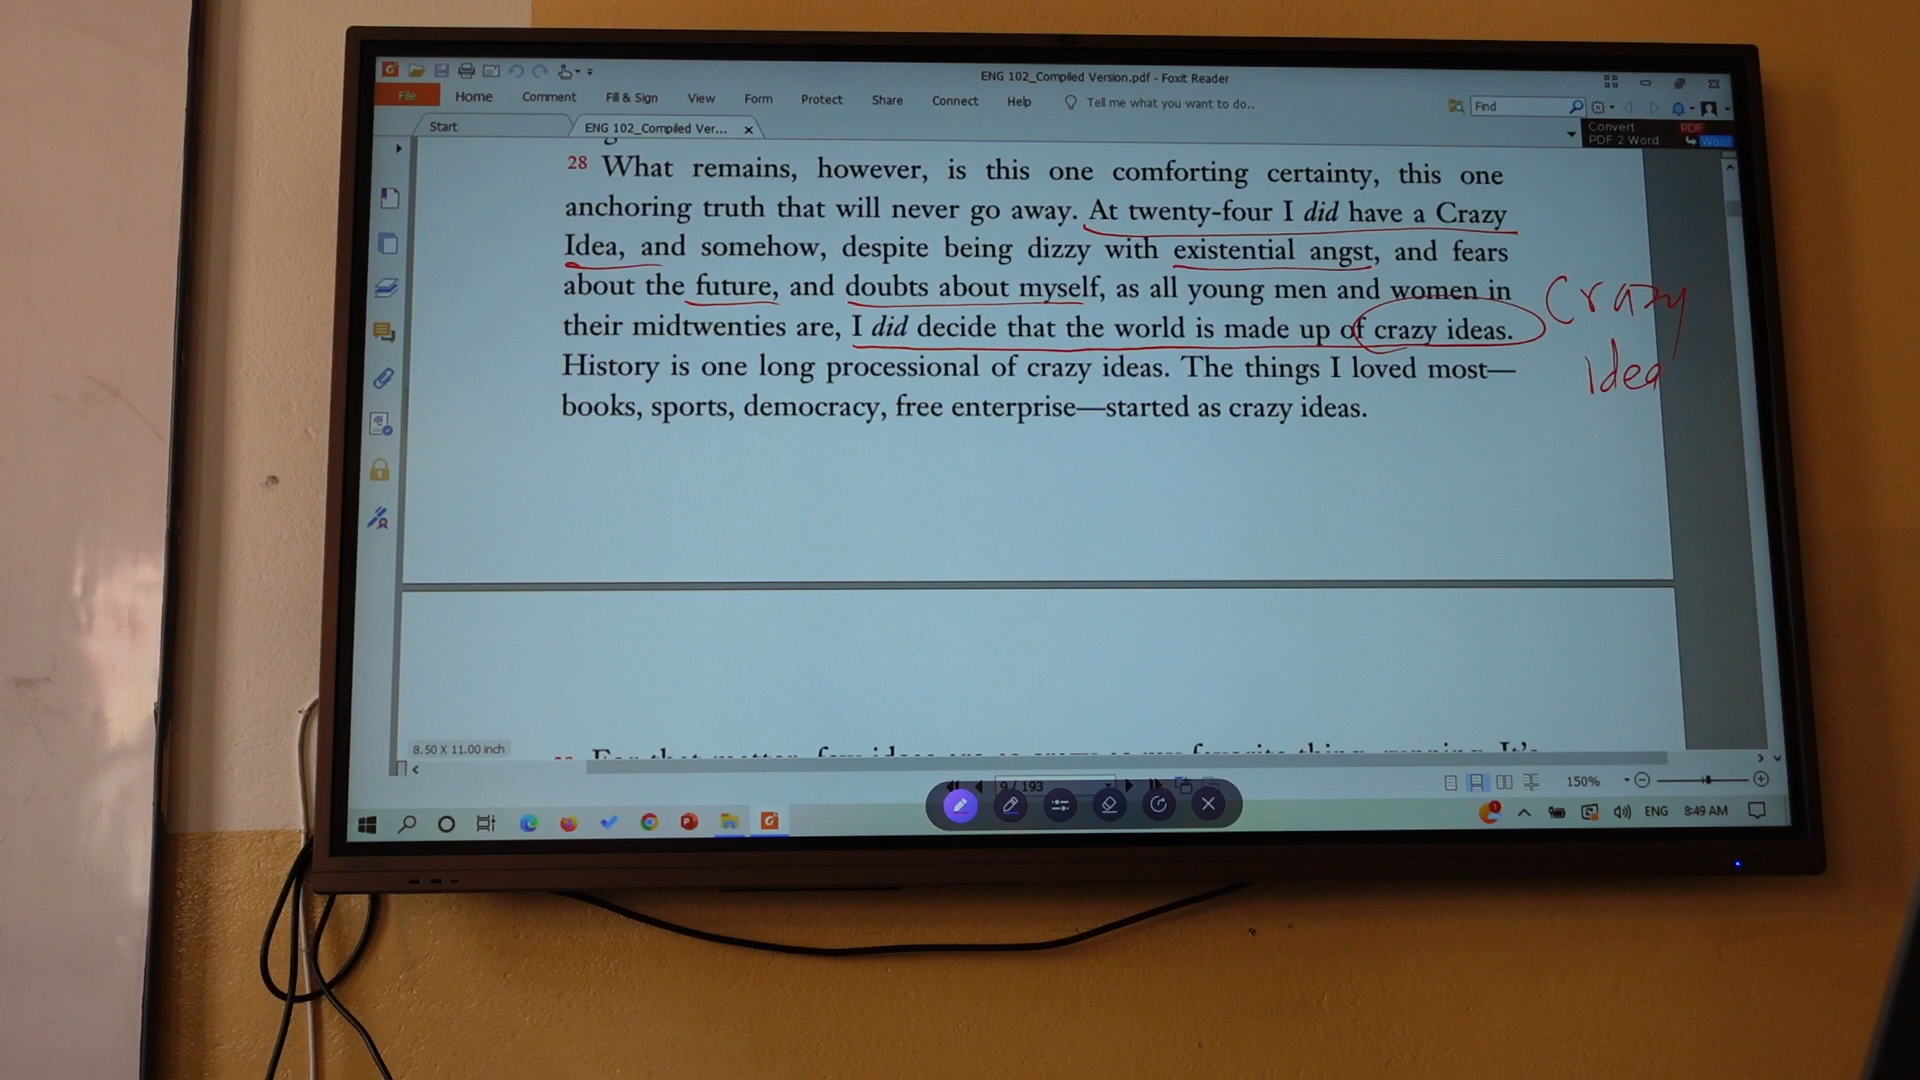 ENG 102_Compiled Version.pdf - Foxit Reader
File Home Comment Fill & Sign View Form Protect Share Connect Help Tell me what you want to do.. Find
Start ENG 102_Compiled Ver...
Convert PDF
PDF 2 Word Word
28 What remains, however, is this one comforting certainty, this one
anchoring truth that will never go away. At twenty-four I did have a Crazy
Idea, and somehow, despite being dizzy with existential angst, and fears
about the future, and doubts about myself, as all young men and women in
their midtwenties are, I did decide that the world is made up of crazy ideas.
History is one long processional of crazy ideas. The things I loved most—
books, sports, democracy, free enterprise—started as crazy ideas.
Crazy
idea
8.50 X 11.00 inch
9 / 193
150%
ENG 8:49 AM